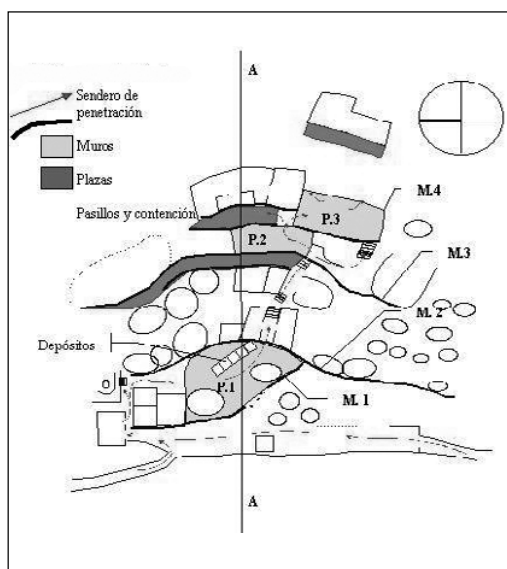 A
Sendero de
penetración
Muros
Plazas
Pasillos y contención
M.4
P.3
P.2
M.3
M. 2
Depósitos
P.1
M. 1
A